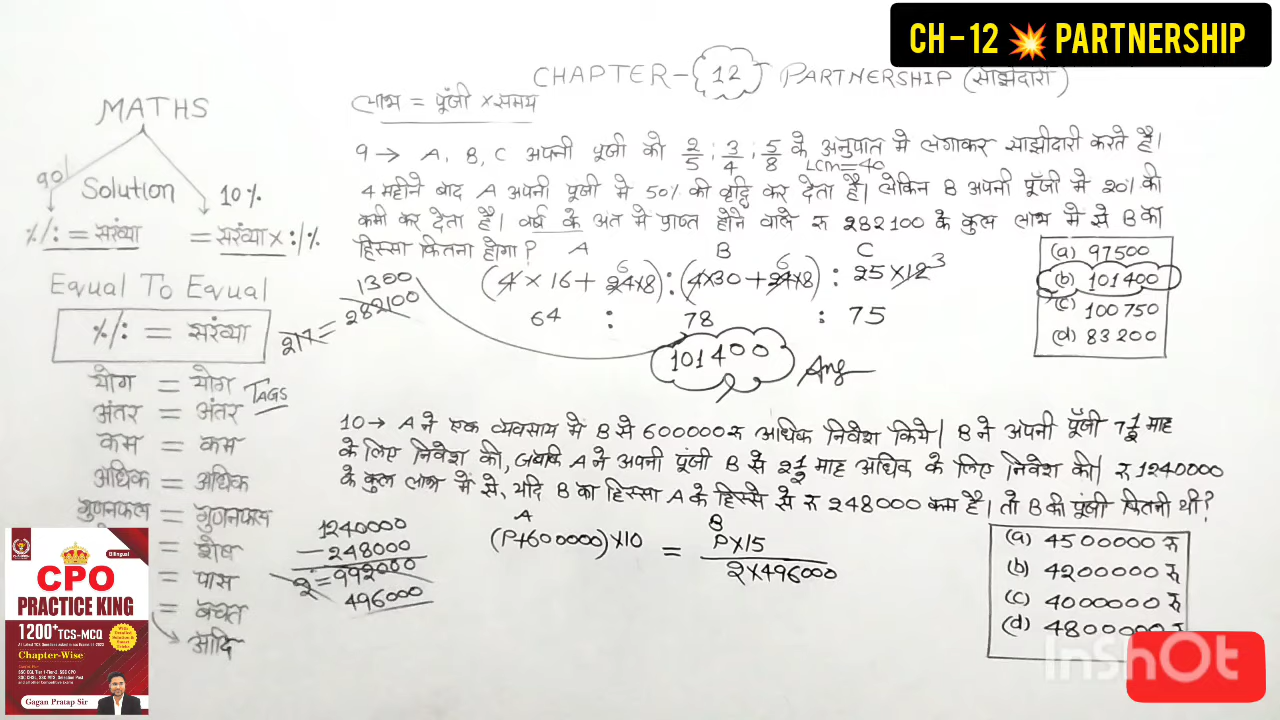 CH – 12 💥 PARTNERSHIP
CHAPTER – 12 PARTNERSHIP (साझेदारी)
MATHS
90%
Solution
10%
%/: = संख्या
= संख्या x :/%
Equal To Equal
%/: = संख्या
योग = योग TAGS
अंतर = अंतर
कम = कम
अधिक = अधिक
गुणनफल = गुणनफल
= शेष
= पास
= बचत
आदि
लाभ = पूंजी x समय
9 → A, B, C अपनी पूंजी को 2/5 : 3/4 : 5/8 के अनुपात मे लगाकर साझीदारी करते है।
LCM = 40
4 महीने बाद A अपनी पूंजी मे 50% की वृद्धि कर देता है। लेकिन B अपनी पूँजी मे 20% की
कमी कर देता है। वर्ष के अंत मे प्राप्त होने वाले रु 282100 के कुल लाभ मे से B का
हिस्सा कितना होगा?
A B C
(4 x 16 + 24 x 8) : (4 x 30 + 24 x 8) : 25 x 12
6 6 3
64 : 78 : 75
1300
217 = 282100
101400 Ans
(a) 97500
(b) 101400
(c) 100750
(d) 83200
10 → A ने एक व्यवसाय में B से 600000 रु अधिक निवेश किये। B ने अपनी पूँजी 7 1/2 माह
के लिए निवेश की, जबकि A ने अपनी पूंजी B से 2 1/2 माह अधिक के लिए निवेश की। रु 1240000
के कुल लाभ में से, यदि B का हिस्सा A के हिस्से से रु 248000 कम है। तो B की पूंजी कितनी थी?
1240000
– 248000
2 = 992000
496000
A B
(P+600000) x 10 = P x 15
2 x 496000
(a) 4500000 रु
(b) 4200000 रु
(c) 4000000 रु
(d) 4800000
InShOt
Bilingual
CPO
PRACTICE KING
1200+ TCS-MCQ
Chapter-Wise
Gagan Pratap Sir